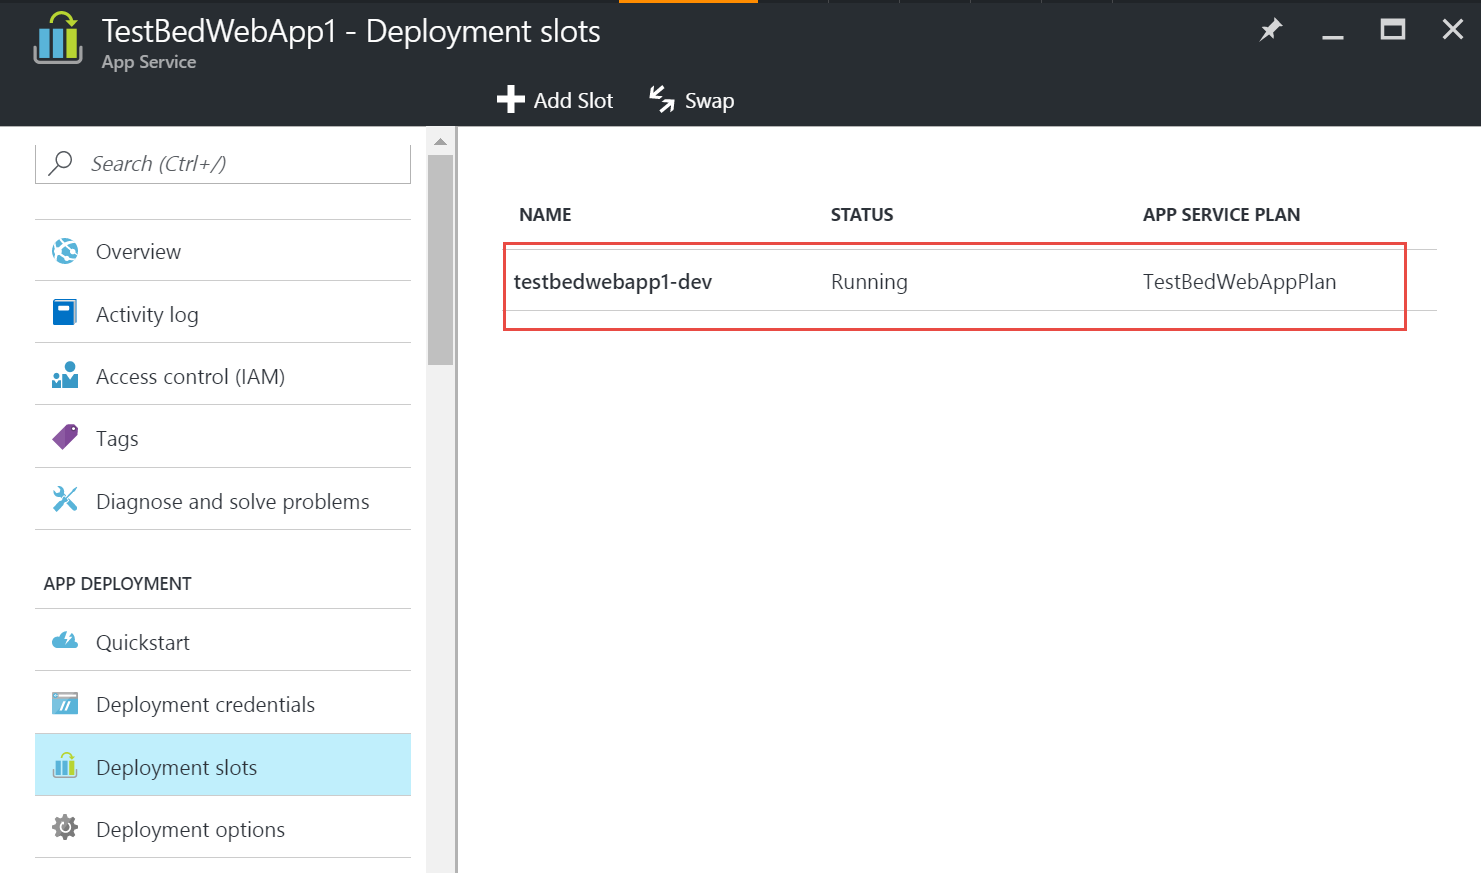 TestBedWebApp1 - Deployment slots
App Service
Add Slot
Swap
Search (Ctrl+/)
Overview
Activity log
Access control (IAM)
Tags
Diagnose and solve problems
APP DEPLOYMENT
Quickstart
Deployment credentials
Deployment slots
Deployment options
NAME STATUS APP SERVICE PLAN
testbedwebapp1-dev Running TestBedWebAppPlan